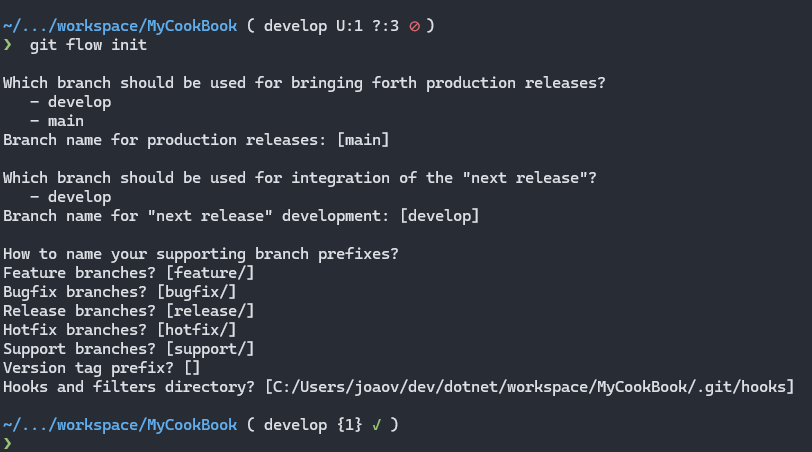 ~/.../workspace/MyCookBook ( develop U:1 ?:3 ⊘ )
❯ git flow init
Which branch should be used for bringing forth production releases?
- develop
- main
Branch name for production releases: [main]
Which branch should be used for integration of the "next release"?
- develop
Branch name for "next release" development: [develop]
How to name your supporting branch prefixes?
Feature branches? [feature/]
Bugfix branches? [bugfix/]
Release branches? [release/]
Hotfix branches? [hotfix/]
Support branches? [support/]
Version tag prefix? []
Hooks and filters directory? [C:/Users/joaov/dev/dotnet/workspace/MyCookBook/.git/hooks]
~/.../workspace/MyCookBook ( develop {1} ✓ )
❯